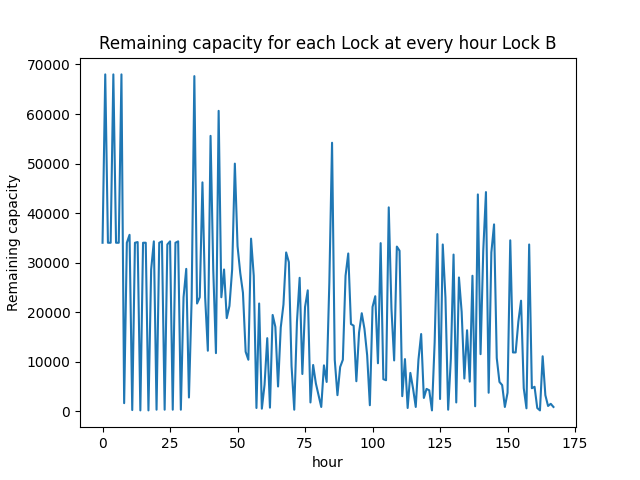 Remaining capacity for each Lock at every hour Lock B
70000
60000
50000
40000
30000
20000
10000
0
Remaining capacity
0 25 50 75 100 125 150 175
hour